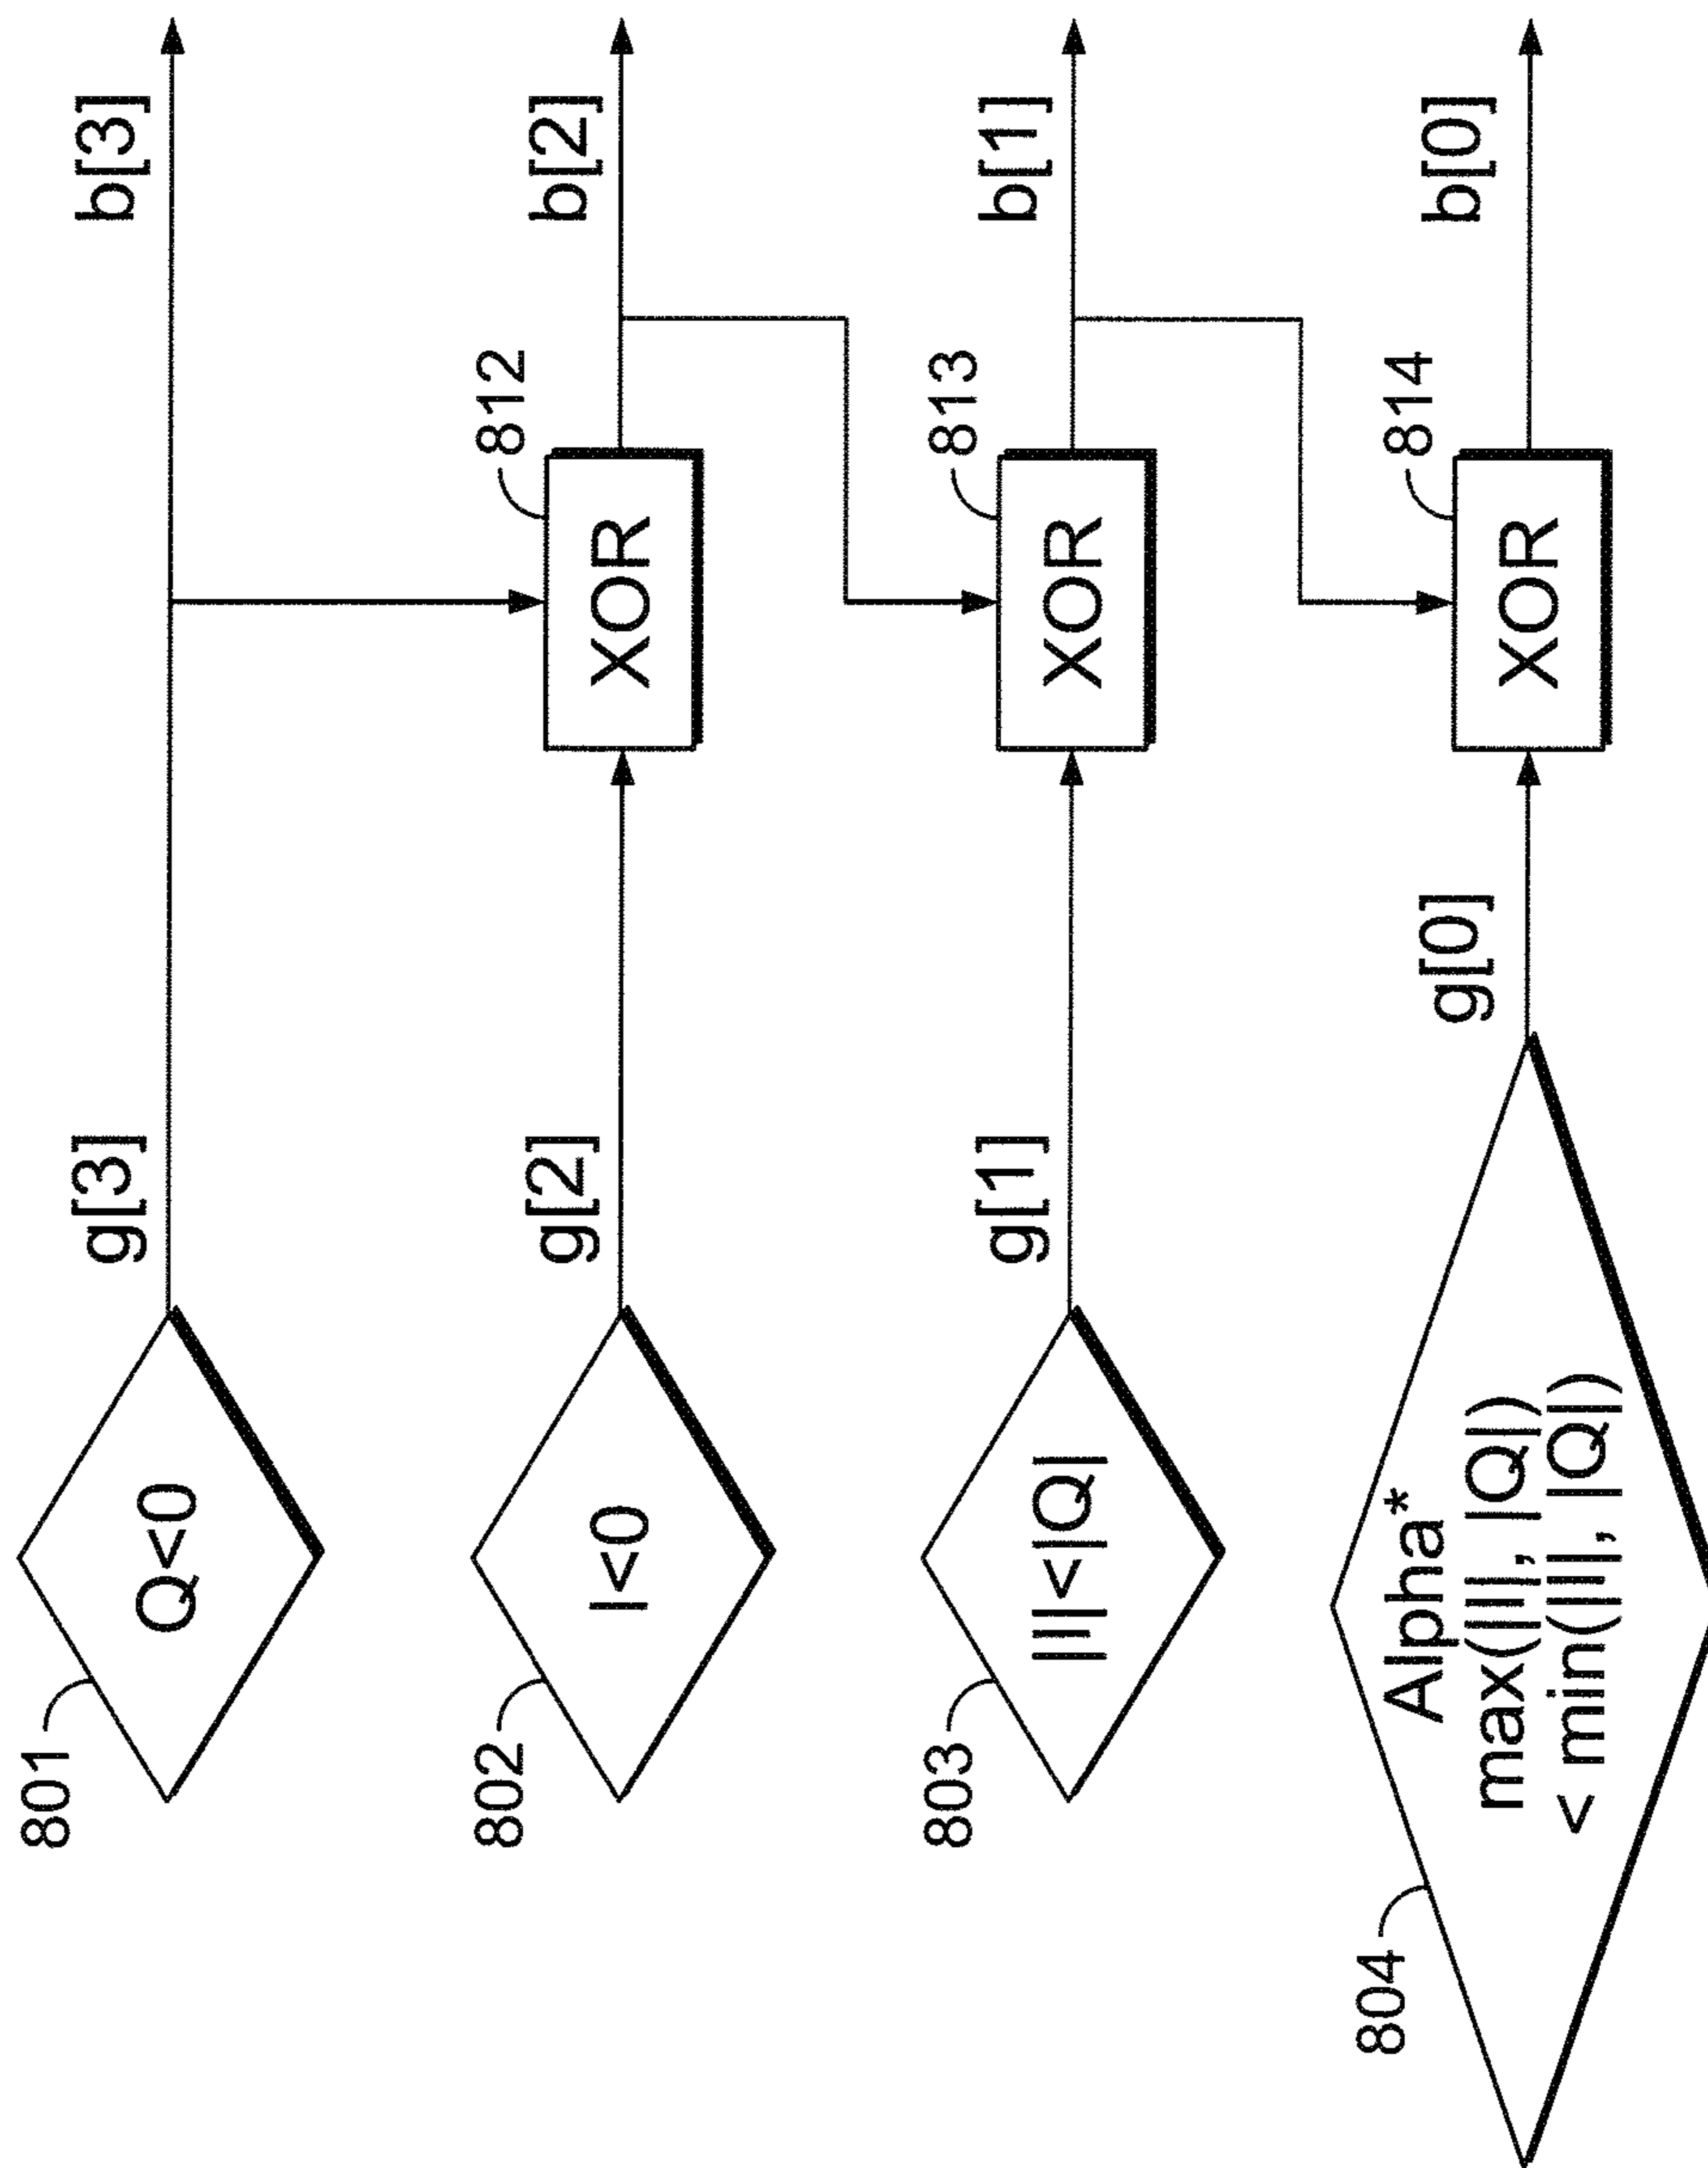 801
Q<0
g[3]
b[3]
802
I<0
g[2]
812
XOR
b[2]
803
|I|<|Q|
g[1]
813
XOR
b[1]
804
Alpha*
max(|I|, |Q|)
< min(|I|, |Q|)
g[0]
814
XOR
b[0]